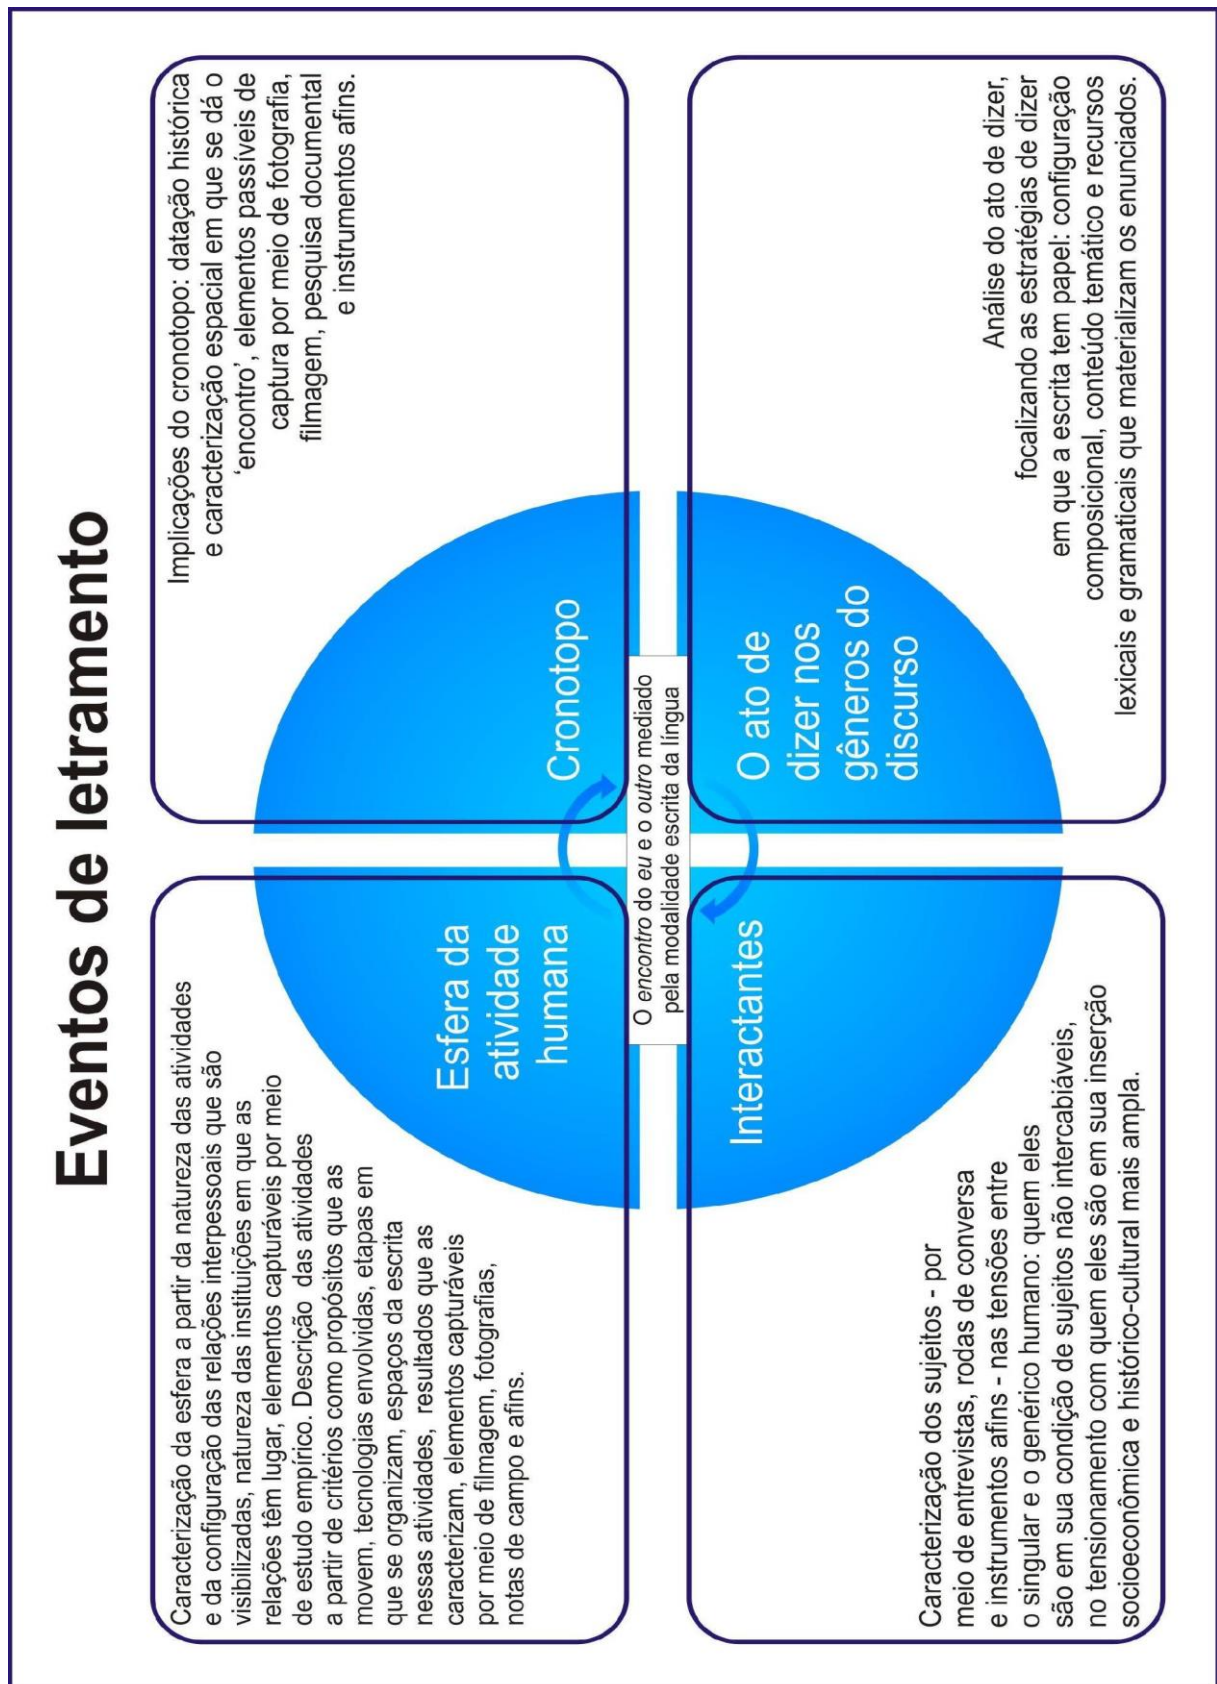 Eventos de letramento
Caracterização da esfera a partir da natureza das atividades
e da configuração das relações interpessoais que são
visibilizadas, natureza das instituições em que as
relações têm lugar, elementos capturáveis por meio
de estudo empírico. Descrição das atividades
a partir de critérios como propósitos que as
movem, tecnologias envolvidas, etapas em
que se organizam, espaços da escrita
nessas atividades, resultados que as
caracterizam, elementos capturáveis
por meio de filmagem, fotografias,
notas de campo e afins.
Esfera da
atividade
humana
Implicações do cronotopo: datação histórica
e caracterização espacial em que se dá o
‘encontro’, elementos passíveis de
captura por meio de fotografia,
filmagem, pesquisa documental
e instrumentos afins.
Cronotopo
O encontro do eu e o outro mediado
pela modalidade escrita da língua
Interactantes
Caracterização dos sujeitos - por
meio de entrevistas, rodas de conversa
e instrumentos afins - nas tensões entre
o singular e o genérico humano: quem eles
são em sua condição de sujeitos não intercabiáveis,
no tensionamento com quem eles são em sua inserção
socioeconômica e histórico-cultural mais ampla.
O ato de
dizer nos
gêneros do
discurso
Análise do ato de dizer,
focalizando as estratégias de dizer
em que a escrita tem papel: configuração
composicional, conteúdo temático e recursos
lexicais e gramaticais que materializam os enunciados.